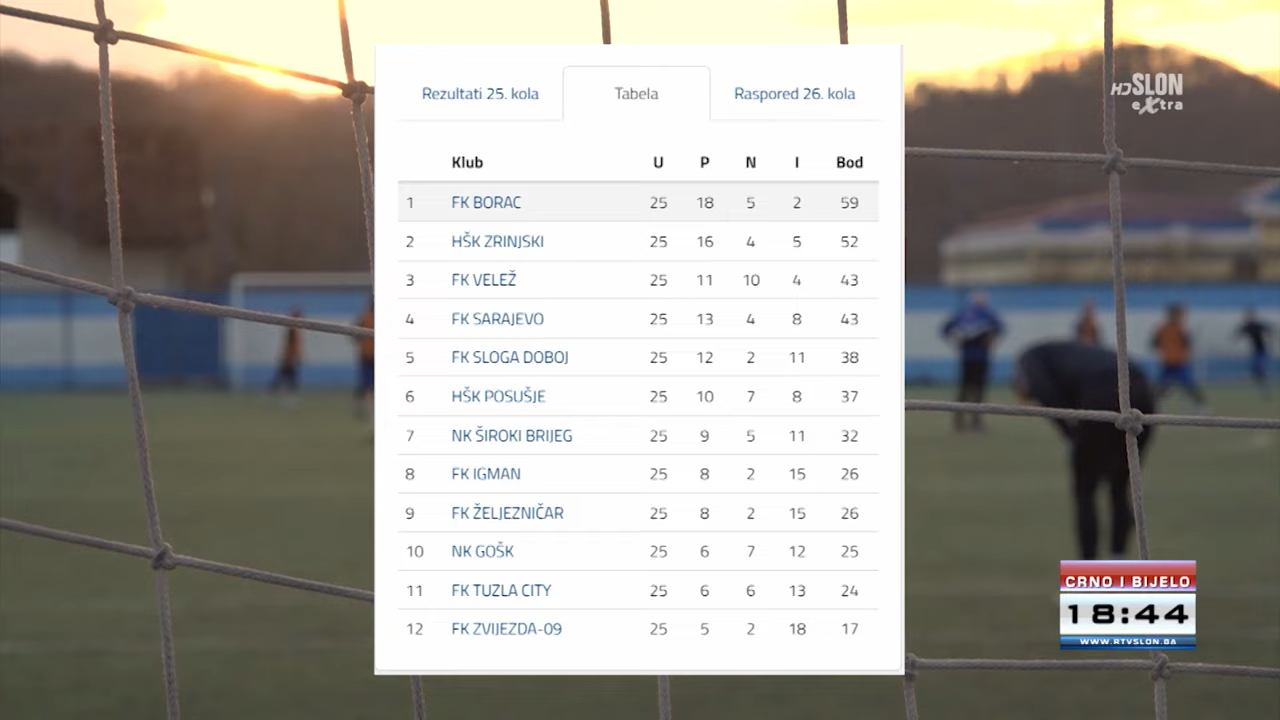 HD SLON
extra
Rezultati 25. kola Tabela Raspored 26. kola
Klub U P N I Bod
1 FK BORAC 25 18 5 2 59
2 HŠK ZRINJSKI 25 16 4 5 52
3 FK VELEŽ 25 11 10 4 43
4 FK SARAJEVO 25 13 4 8 43
5 FK SLOGA DOBOJ 25 12 2 11 38
6 HŠK POSUŠJE 25 10 7 8 37
7 NK ŠIROKI BRIJEG 25 9 5 11 32
8 FK IGMAN 25 8 2 15 26
9 FK ŽELJEZNIČAR 25 8 2 15 26
10 NK GOŠK 25 6 7 12 25
11 FK TUZLA CITY 25 6 6 13 24
12 FK ZVIJEZDA-09 25 5 2 18 17
CRNO I BIJELO
18:44
WWW.RTVSLON.BA